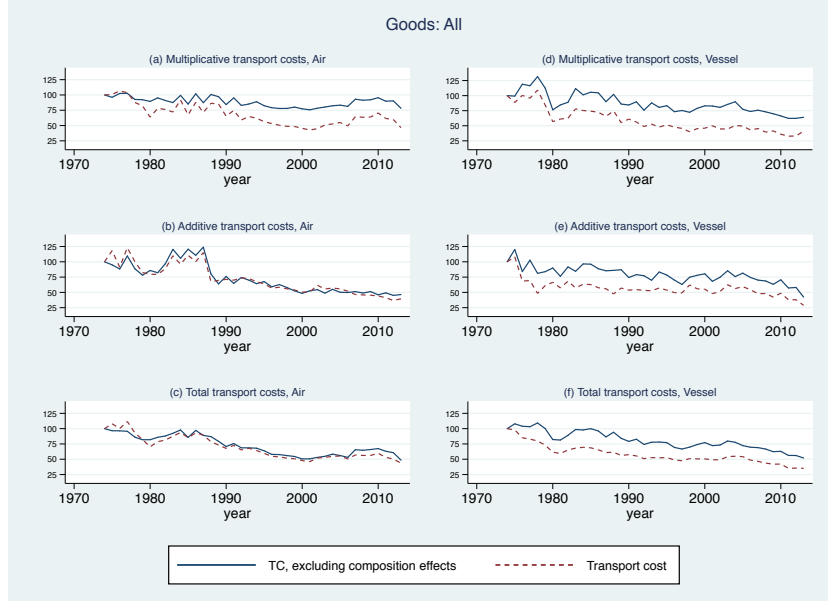 Goods: All
(a) Multiplicative transport costs, Air
125
100
75
50
25
1970 1980 1990 2000 2010
year
(d) Multiplicative transport costs, Vessel
125
100
75
50
25
1970 1980 1990 2000 2010
year
(b) Additive transport costs, Air
125
100
75
50
25
1970 1980 1990 2000 2010
year
(e) Additive transport costs, Vessel
125
100
75
50
25
1970 1980 1990 2000 2010
year
(c) Total transport costs, Air
125
100
75
50
25
1970 1980 1990 2000 2010
year
(f) Total transport costs, Vessel
125
100
75
50
25
1970 1980 1990 2000 2010
year
TC, excluding composition effects Transport cost